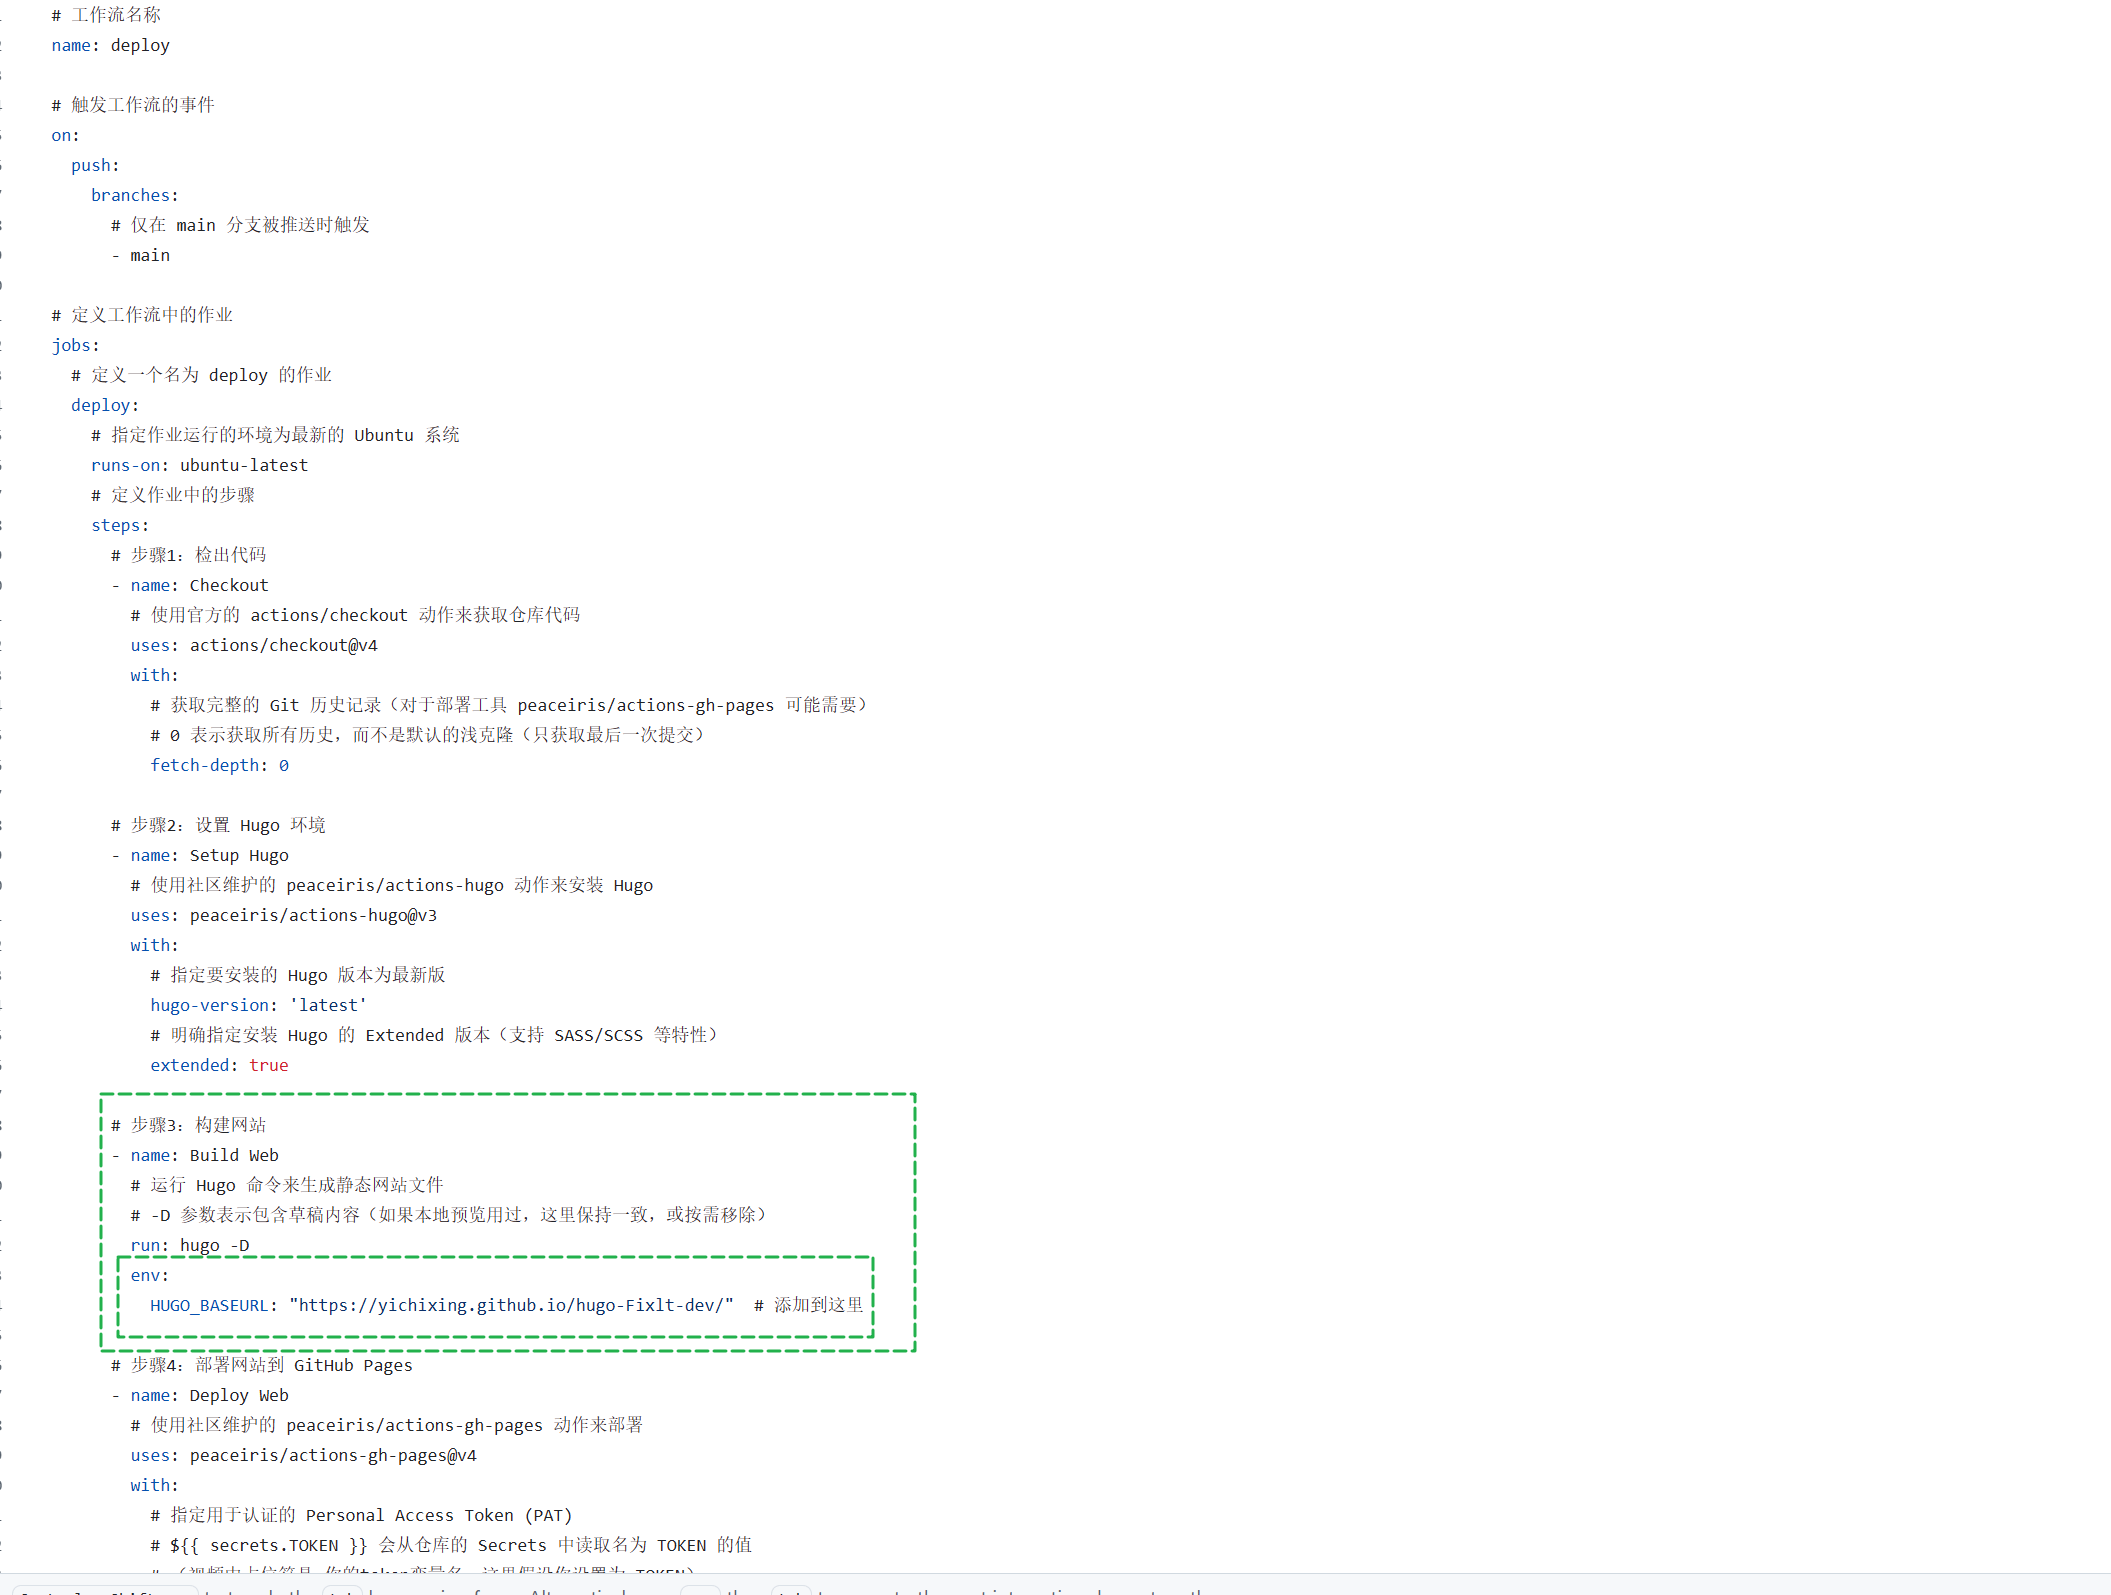 # 工作流名称
name: deploy
# 触发工作流的事件
on:
push:
branches:
# 仅在 main 分支被推送时触发
- main
# 定义工作流中的作业
jobs:
# 定义一个名为 deploy 的作业
deploy:
# 指定作业运行的环境为最新的 Ubuntu 系统
runs-on: ubuntu-latest
# 定义作业中的步骤
steps:
# 步骤1：检出代码
- name: Checkout
# 使用官方的 actions/checkout 动作来获取仓库代码
uses: actions/checkout@v4
with:
# 获取完整的 Git 历史记录（对于部署工具 peaceiris/actions-gh-pages 可能需要）
# 0 表示获取所有历史，而不是默认的浅克隆（只获取最后一次提交）
fetch-depth: 0
# 步骤2：设置 Hugo 环境
- name: Setup Hugo
# 使用社区维护的 peaceiris/actions-hugo 动作来安装 Hugo
uses: peaceiris/actions-hugo@v3
with:
# 指定要安装的 Hugo 版本为最新版
hugo-version: 'latest'
# 明确指定安装 Hugo 的 Extended 版本（支持 SASS/SCSS 等特性）
extended: true
# 步骤3：构建网站
- name: Build Web
# 运行 Hugo 命令来生成静态网站文件
# -D 参数表示包含草稿内容（如果本地预览用过，这里保持一致，或按需移除）
run: hugo -D
env:
HUGO_BASEURL: "https://yichixing.github.io/hugo-Fixlt-dev/" # 添加到这里
# 步骤4：部署网站到 GitHub Pages
- name: Deploy Web
# 使用社区维护的 peaceiris/actions-gh-pages 动作来部署
uses: peaceiris/actions-gh-pages@v4
with:
# 指定用于认证的 Personal Access Token (PAT)
# ${{ secrets.TOKEN }} 会从仓库的 Secrets 中读取名为 TOKEN 的值